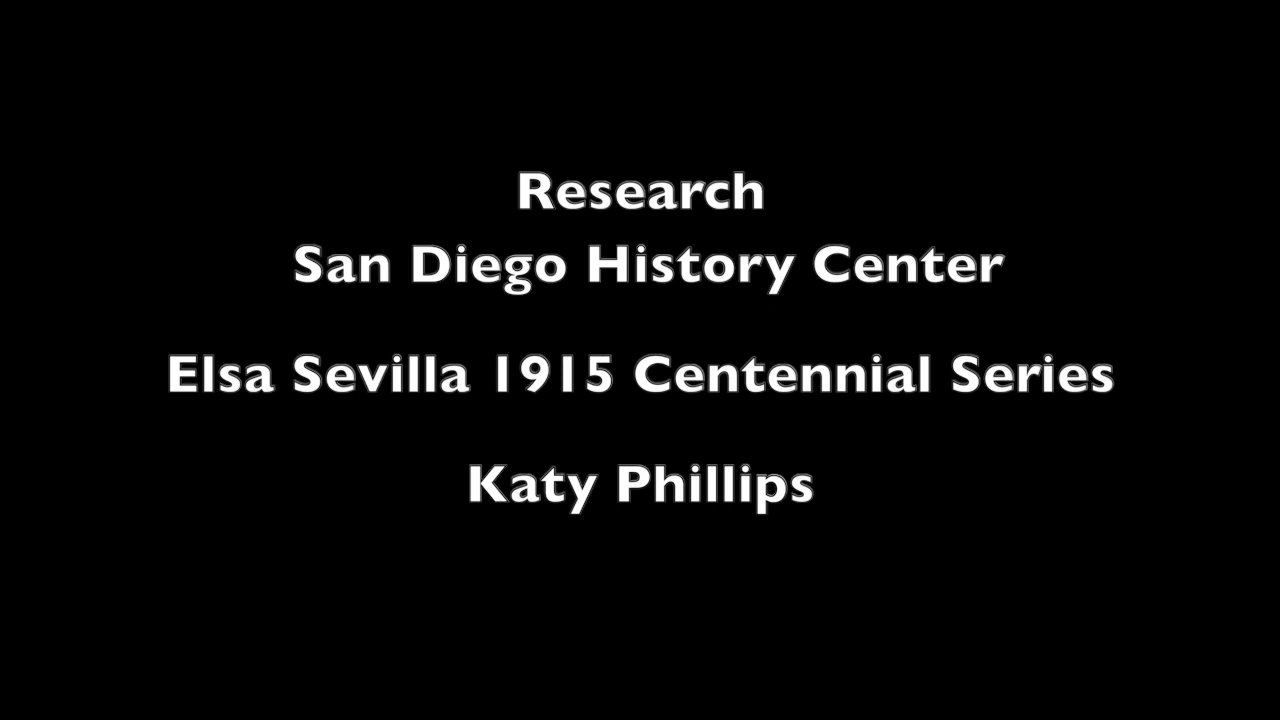 Research
San Diego History Center
Elsa Sevilla 1915 Centennial Series
Katy Phillips